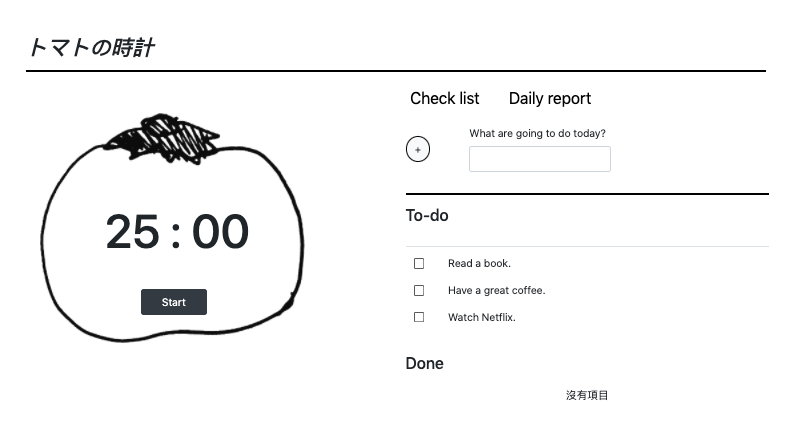 トマトの時計
25 : 00
Start
Check list Daily report
What are going to do today?
+
To-do
Read a book.
Have a great coffee.
Watch Netflix.
Done
沒有項目